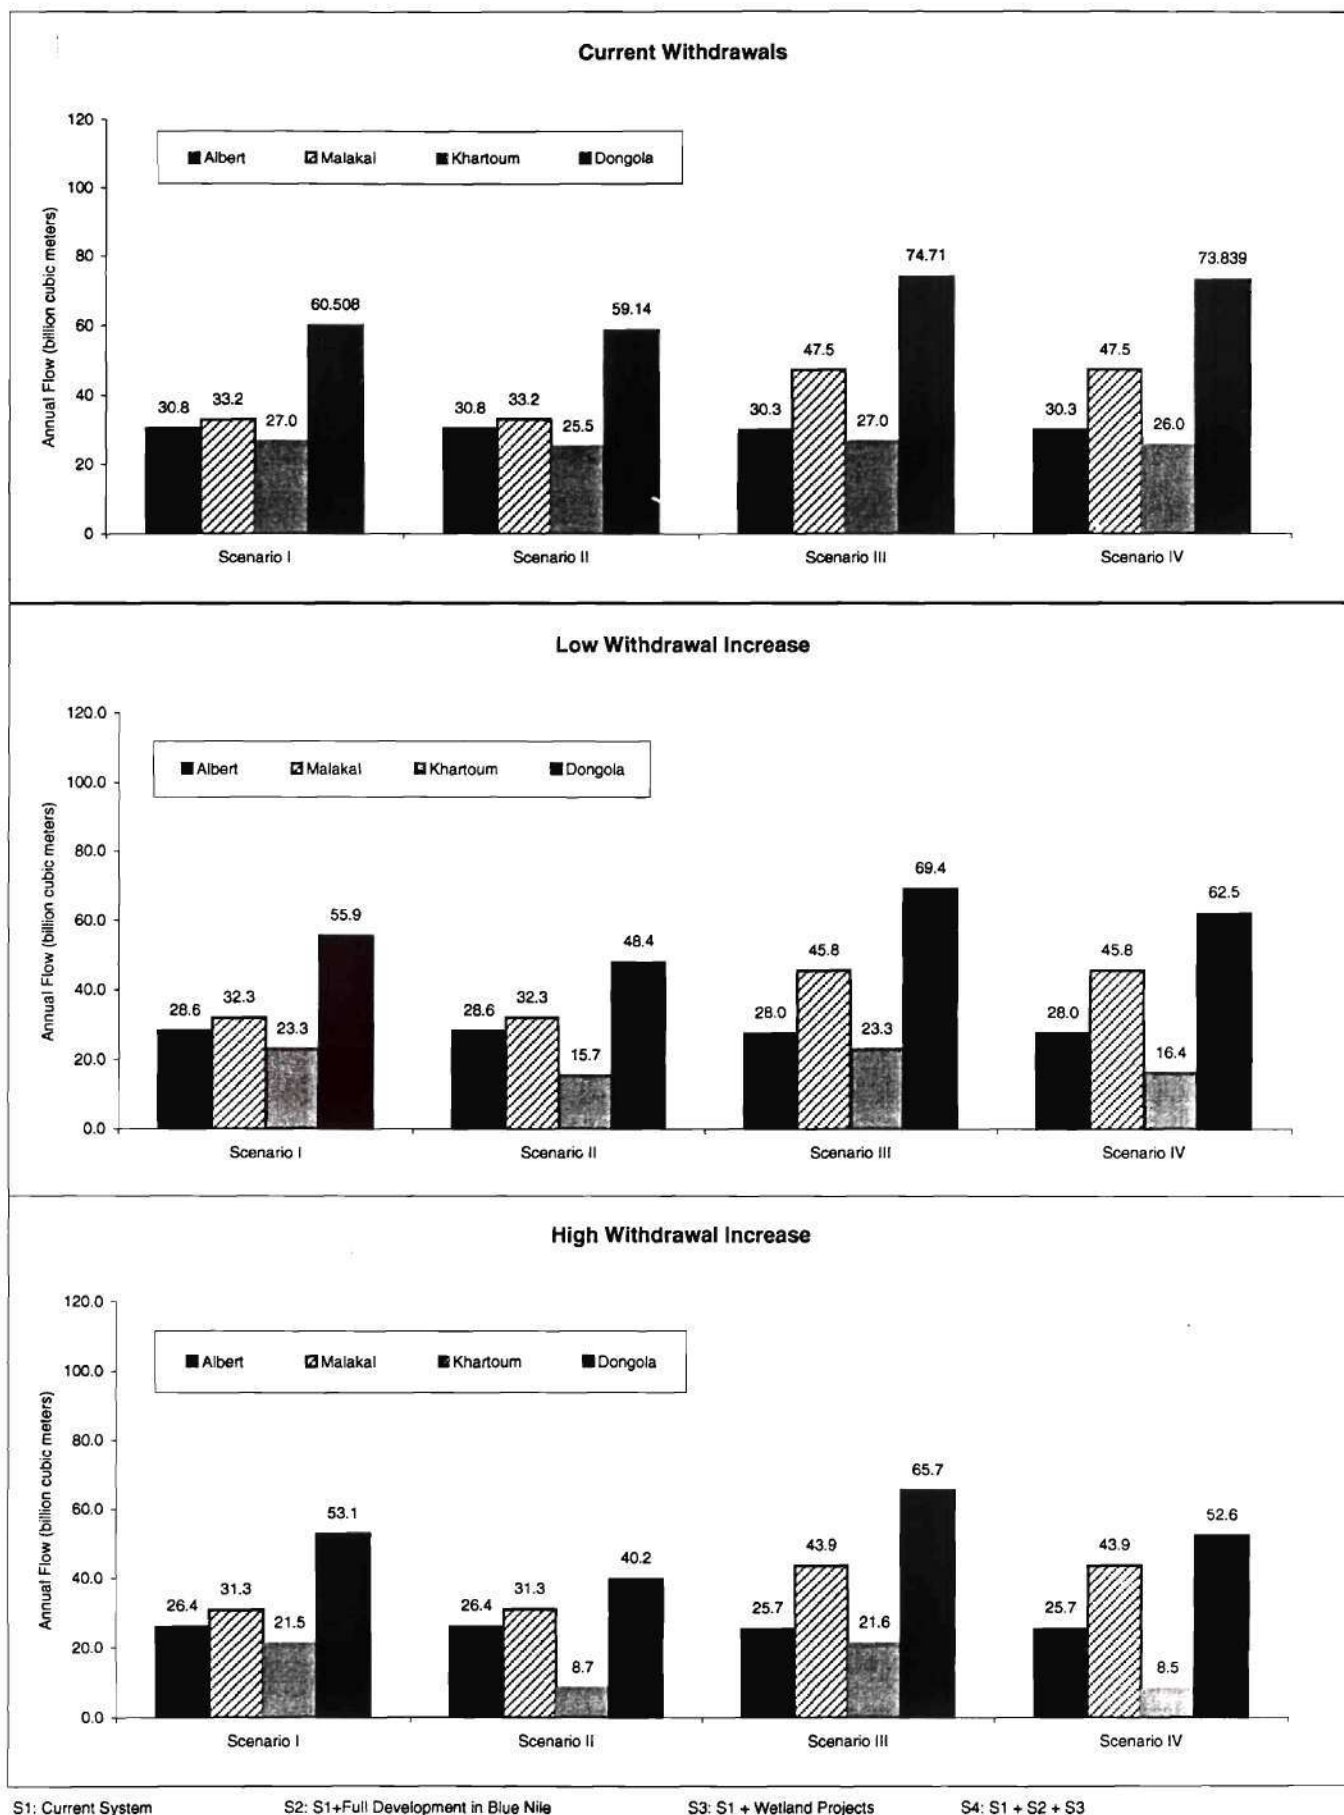 Current Withdrawals
120
100
80
60
40
20
0
Annual Flow (billion cubic meters)
Albert Malakal Khartoum Dongola
30.8 33.2 27.0 60.508
30.8 33.2 25.5 59.14
30.3 47.5 27.0 74.71
30.3 47.5 26.0 73.839
Scenario I Scenario II Scenario III Scenario IV
Low Withdrawal Increase
120.0
100.0
80.0
60.0
40.0
20.0
0.0
Annual Flow (billion cubic meters)
Albert Malakal Khartoum Dongola
28.6 32.3 23.3 55.9
28.6 32.3 15.7 48.4
28.0 45.8 23.3 69.4
28.0 45.8 16.4 62.5
Scenario I Scenario II Scenario III Scenario IV
High Withdrawal Increase
120.0
100.0
80.0
60.0
40.0
20.0
0.0
Annual Flow (billion cubic meters)
Albert Malakal Khartoum Dongola
26.4 31.3 21.5 53.1
26.4 31.3 8.7 40.2
25.7 43.9 21.6 65.7
25.7 43.9 8.5 52.6
Scenario I Scenario II Scenario III Scenario IV
S1: Current System S2: S1+Full Development in Blue Nile S3: S1 + Wetland Projects S4: S1 + S2 + S3